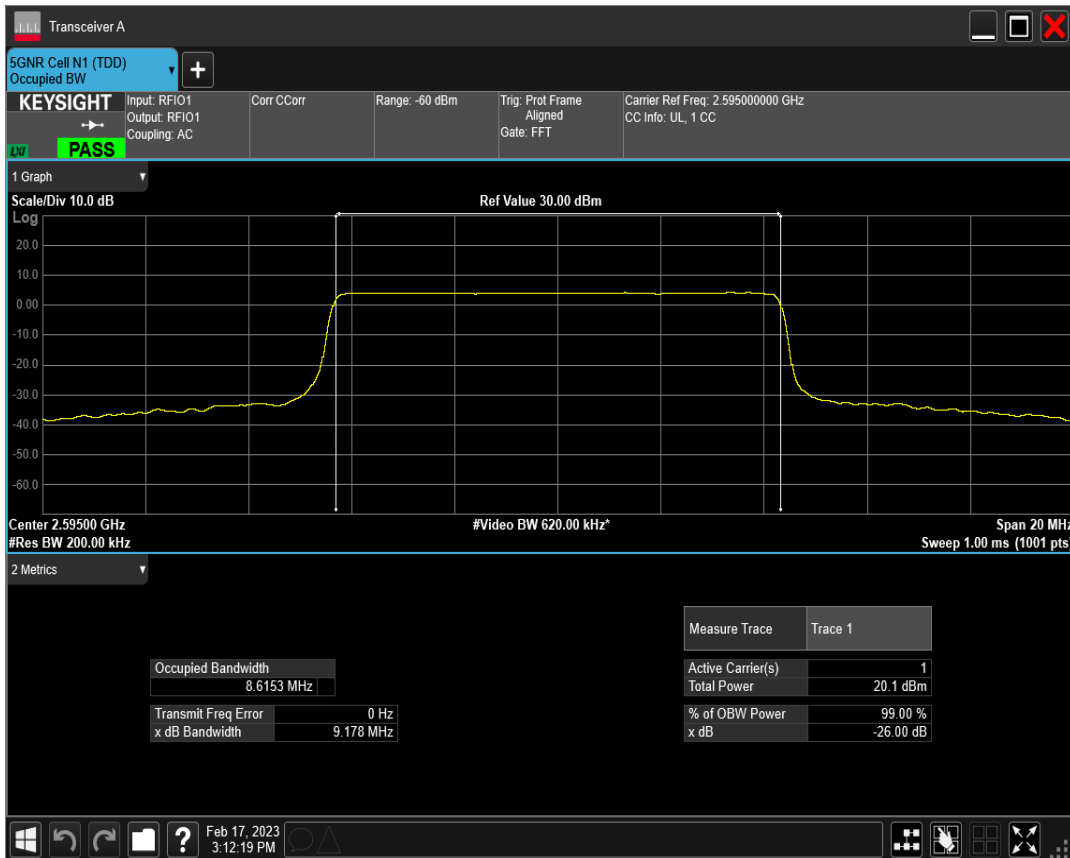 Transceiver A
5GNR Cell N1 (TDD)
Occupied BW
+
KEYSIGHT
LXI
PASS
Input: RFIO1
Output: RFIO1
Coupling: AC
Corr CCorr
Range: -60 dBm
Trig: Prot Frame
Aligned
Gate: FFT
Carrier Ref Freq: 2.595000000 GHz
CC Info: UL, 1 CC
1 Graph
Scale/Div 10.0 dB
Ref Value 30.00 dBm
Log
20.0
10.0
0.00
-10.0
-20.0
-30.0
-40.0
-50.0
-60.0
Center 2.59500 GHz
#Video BW 620.00 kHz*
Span 20 MHz
#Res BW 200.00 kHz
Sweep 1.00 ms (1001 pts)
2 Metrics
Measure Trace Trace 1
Occupied Bandwidth
8.6153 MHz
Active Carrier(s) 1
Total Power 20.1 dBm
Transmit Freq Error 0 Hz
x dB Bandwidth 9.178 MHz
% of OBW Power 99.00 %
x dB -26.00 dB
?
Feb 17, 2023
3:12:19 PM